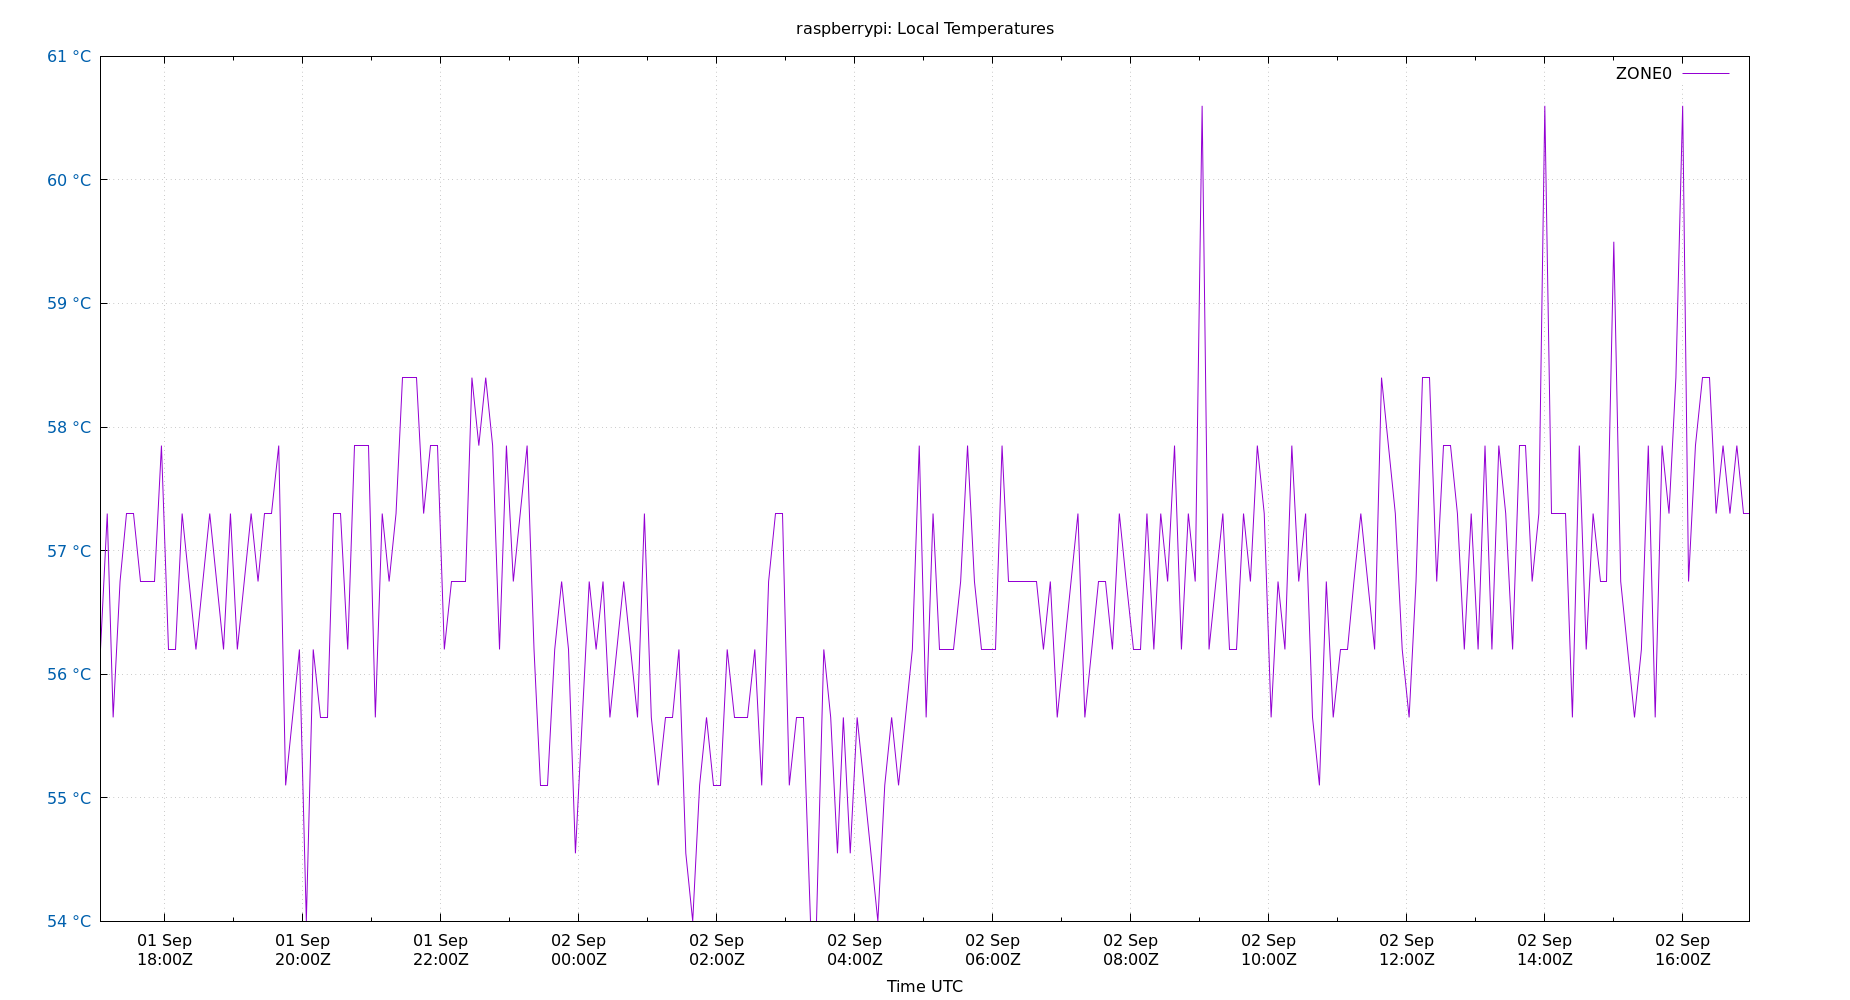 raspberrypi: Local Temperatures
ZONE0
61 °C
60 °C
59 °C
58 °C
57 °C
56 °C
55 °C
54 °C
01 Sep 01 Sep 01 Sep 02 Sep 02 Sep 02 Sep 02 Sep 02 Sep 02 Sep 02 Sep 02 Sep 02 Sep
18:00Z 20:00Z 22:00Z 00:00Z 02:00Z 04:00Z 06:00Z 08:00Z 10:00Z 12:00Z 14:00Z 16:00Z
Time UTC